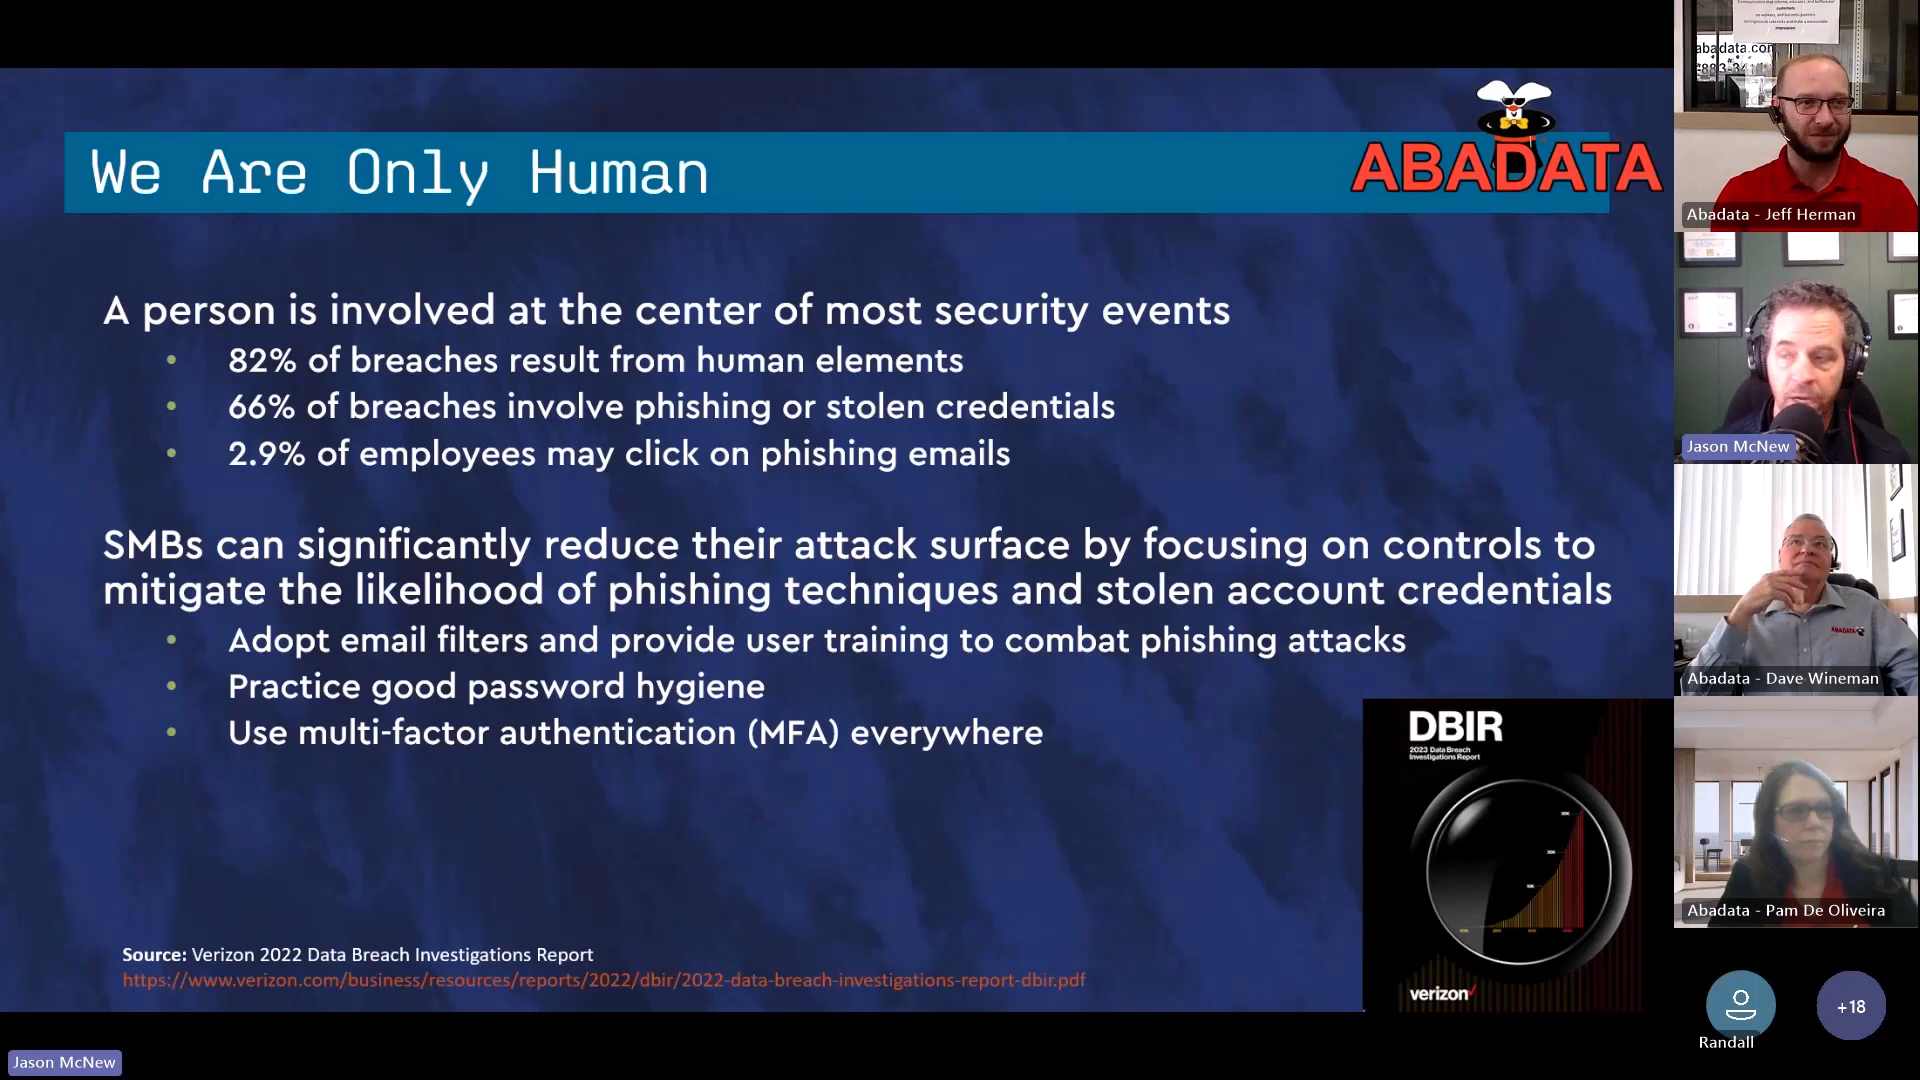 We Are Only Human
ABADATA
A person is involved at the center of most security events
• 82% of breaches result from human elements
• 66% of breaches involve phishing or stolen credentials
• 2.9% of employees may click on phishing emails
SMBs can significantly reduce their attack surface by focusing on controls to
mitigate the likelihood of phishing techniques and stolen account credentials
• Adopt email filters and provide user training to combat phishing attacks
• Practice good password hygiene
• Use multi-factor authentication (MFA) everywhere
DBIR
2023 Data Breach
Investigations Report
verizon
Source: Verizon 2022 Data Breach Investigations Report
https://www.verizon.com/business/resources/reports/2022/dbir/2022-data-breach-investigations-report-dbir.pdf
Jason McNew
customers
impression
abadata.com
Abadata - Jeff Herman
Jason McNew
ABADATA
Abadata - Dave Wineman
Abadata - Pam De Oliveira
Randall
+18